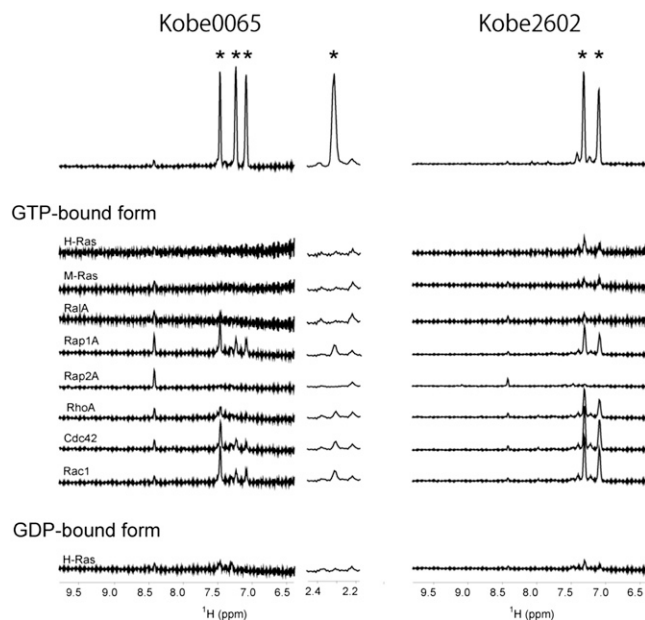 Kobe0065 Kobe2602
* * * * * *
GTP-bound form
H-Ras
M-Ras
RalA
Rap1A
Rap2A
RhoA
Cdc42
Rac1
GDP-bound form
H-Ras
9.5 9.0 8.5 8.0 7.5 7.0 6.5 2.4 2.2 9.5 9.0 8.5 8.0 7.5 7.0 6.5
¹H (ppm) ¹H (ppm) ¹H (ppm)